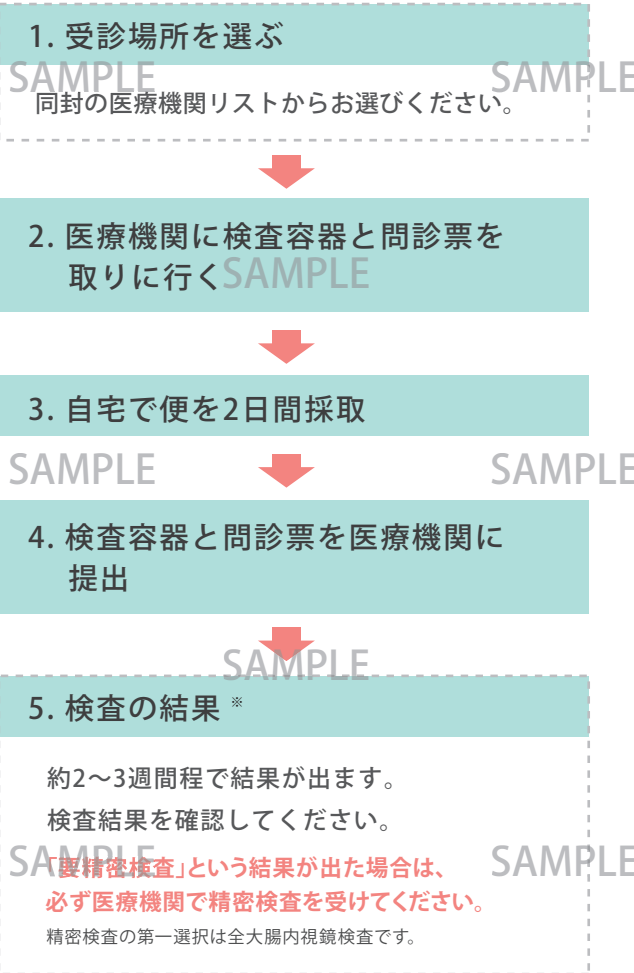 1. 受診場所を選ぶ
SAMPLE SAMPLE
同封の医療機関リストからお選びください。
2. 医療機関に検査容器と問診票を
取りに行く SAMPLE
3. 自宅で便を2日間採取
SAMPLE SAMPLE
4. 検査容器と問診票を医療機関に
提出
SAMPLE
5. 検査の結果 ※
約2〜3週間程で結果が出ます。
検査結果を確認してください。
SAMPLE SAMPLE
「要精密検査」という結果が出た場合は、
必ず医療機関で精密検査を受けてください。
精密検査の第一選択は全大腸内視鏡検査です。